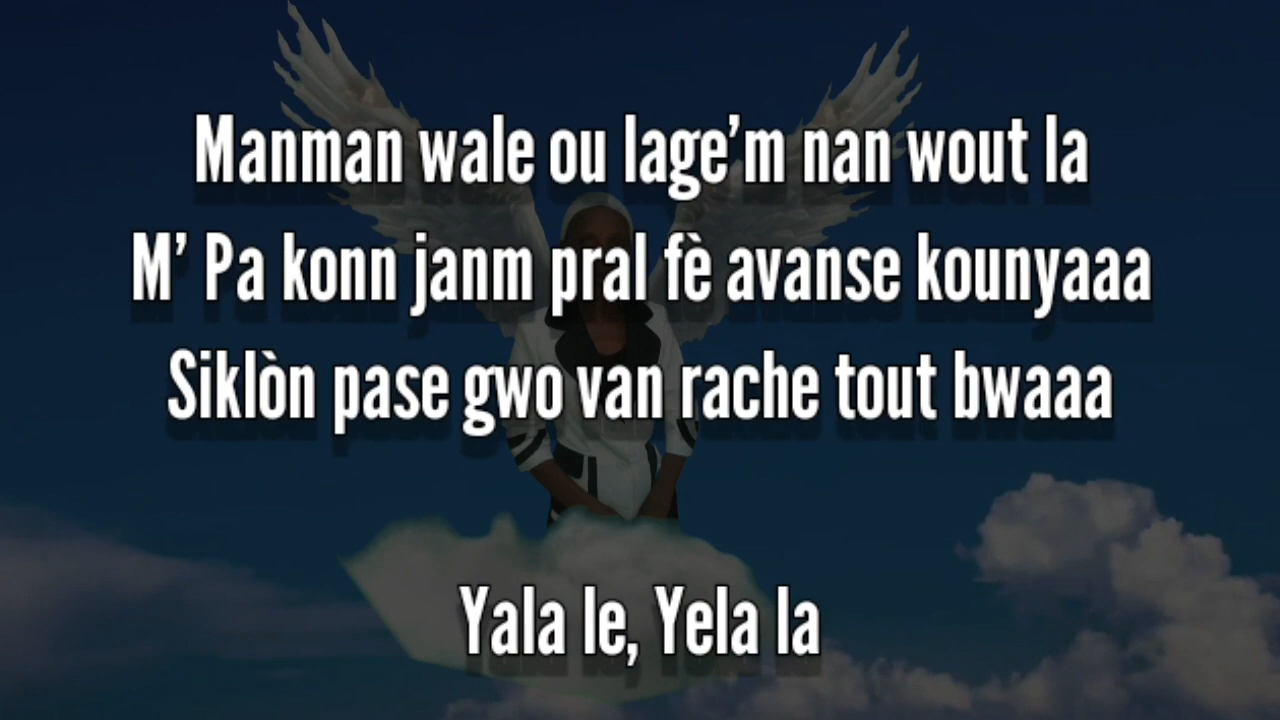 Manman wale ou lage’m nan wout la
M’ Pa konn janm pral fè avanse kounyaaa
Siklòn pase gwo van rache tout bwaaa
Yala le, Yela la